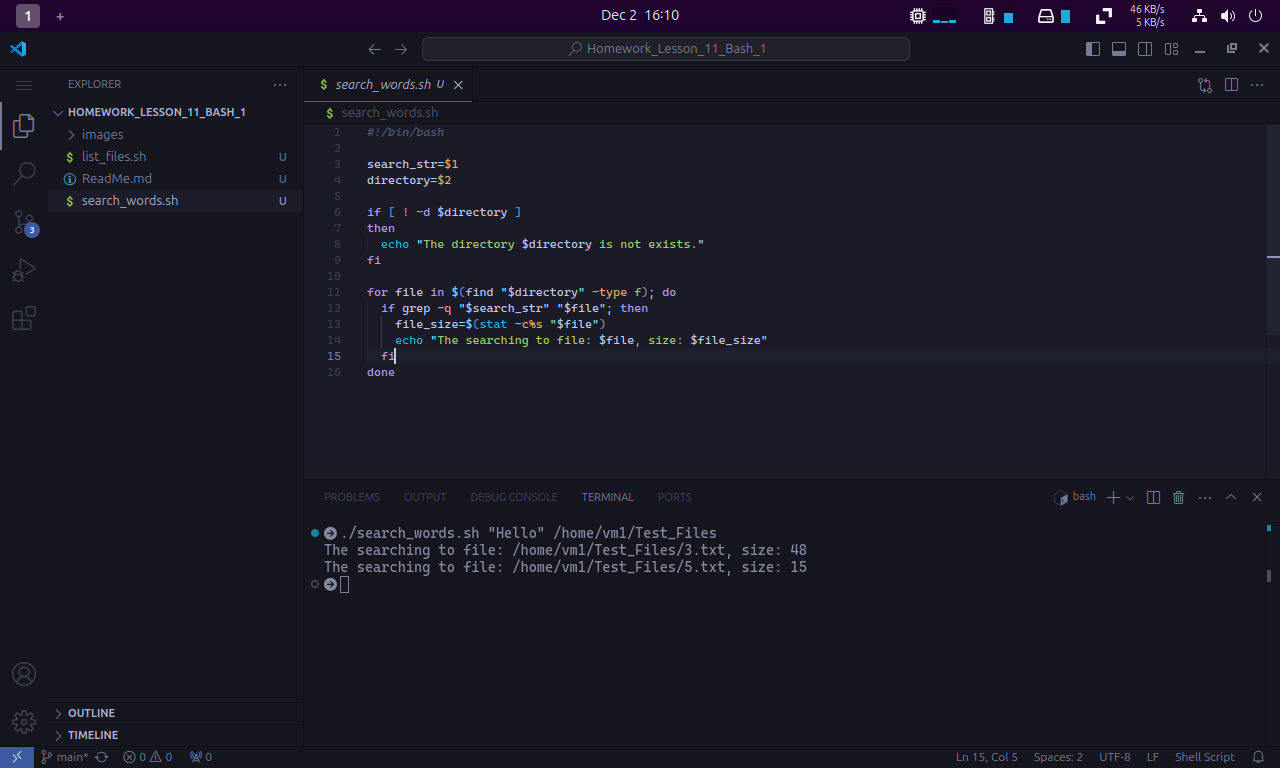 1 +
Dec 2 16:10
46 KB/s
5 KB/s
Homework_Lesson_11_Bash_1
EXPLORER
HOMEWORK_LESSON_11_BASH_1
images
$ list_files.sh U
ReadMe.md U
$ search_words.sh U
3
OUTLINE
TIMELINE
$ search_words.sh U
$ search_words.sh
1 #!/bin/bash
2
3 search_str=$1
4 directory=$2
5
6 if [ ! -d $directory ]
7 then
8 echo "The directory $directory is not exists."
9 fi
10
11 for file in $(find "$directory" -type f); do
12 if grep -q "$search_str" "$file"; then
13 file_size=$(stat -c%s "$file")
14 echo "The searching to file: $file, size: $file_size"
15 fi
16 done
PROBLEMS OUTPUT DEBUG CONSOLE TERMINAL PORTS
bash
./search_words.sh "Hello" /home/vm1/Test_Files
The searching to file: /home/vm1/Test_Files/3.txt, size: 48
The searching to file: /home/vm1/Test_Files/5.txt, size: 15
main* 0 0 0
Ln 15, Col 5 Spaces: 2 UTF-8 LF Shell Script